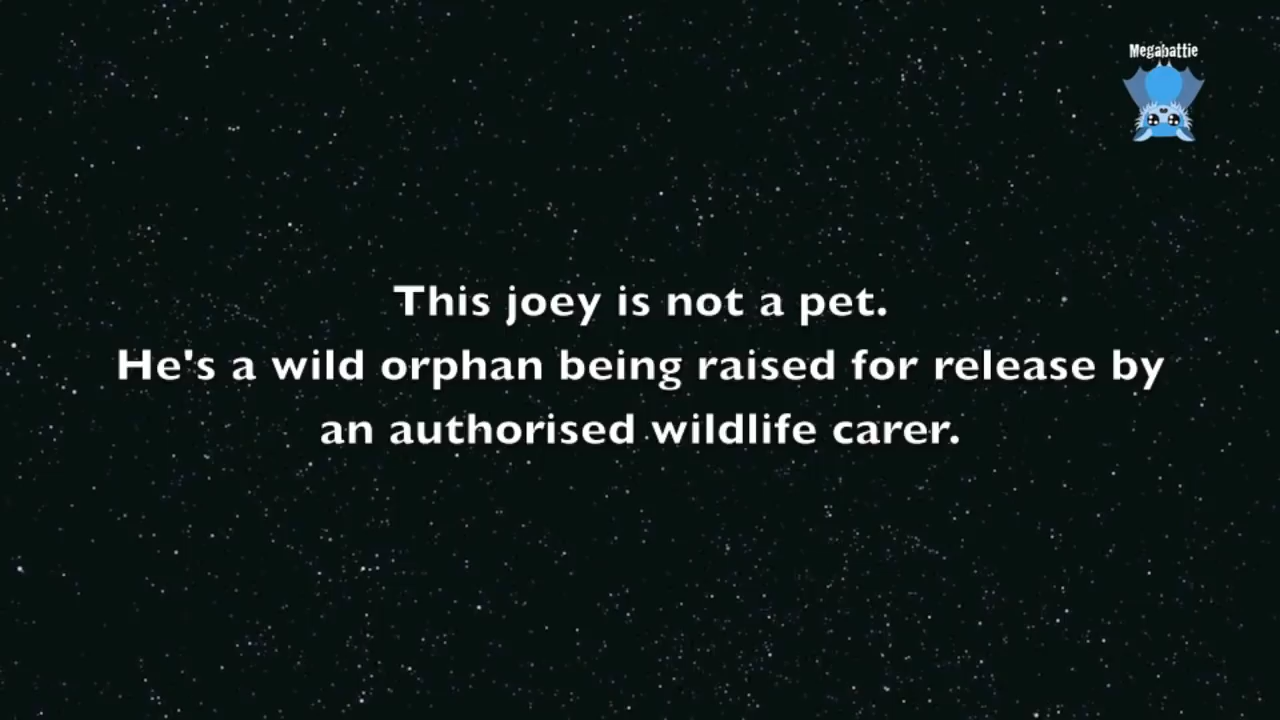 Megabattie
This joey is not a pet.
He's a wild orphan being raised for release by
an authorised wildlife carer.